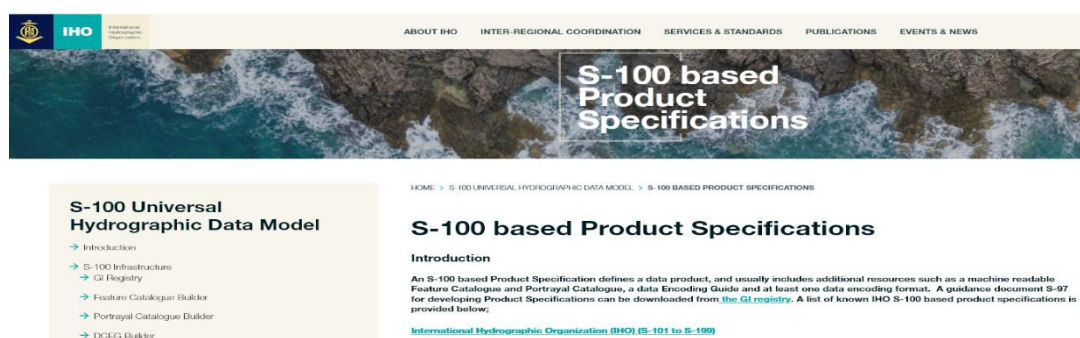 IHO
International
Hydrographic
Organization
ABOUT IHO INTER-REGIONAL COORDINATION SERVICES & STANDARDS PUBLICATIONS EVENTS & NEWS
S-100 based
Product
Specifications
HOME > S-100 UNIVERSAL HYDROGRAPHIC DATA MODEL > S-100 BASED PRODUCT SPECIFICATIONS
S-100 Universal
Hydrographic Data Model
→ Introduction
→ S-100 Infrastructure
→ GI Registry
→ Feature Catalogue Builder
→ Portrayal Catalogue Builder
→ DCEG Builder
S-100 based Product Specifications
Introduction
An S-100 based Product Specification defines a data product, and usually includes additional resources such as a machine readable
Feature Catalogue and Portrayal Catalogue, a data Encoding Guide and at least one data encoding format. A guidance document S-97
for developing Product Specifications can be downloaded from the GI registry. A list of known IHO S-100 based product specifications is
provided below;
International Hydrographic Organization (IHO) (S-101 to S-199)